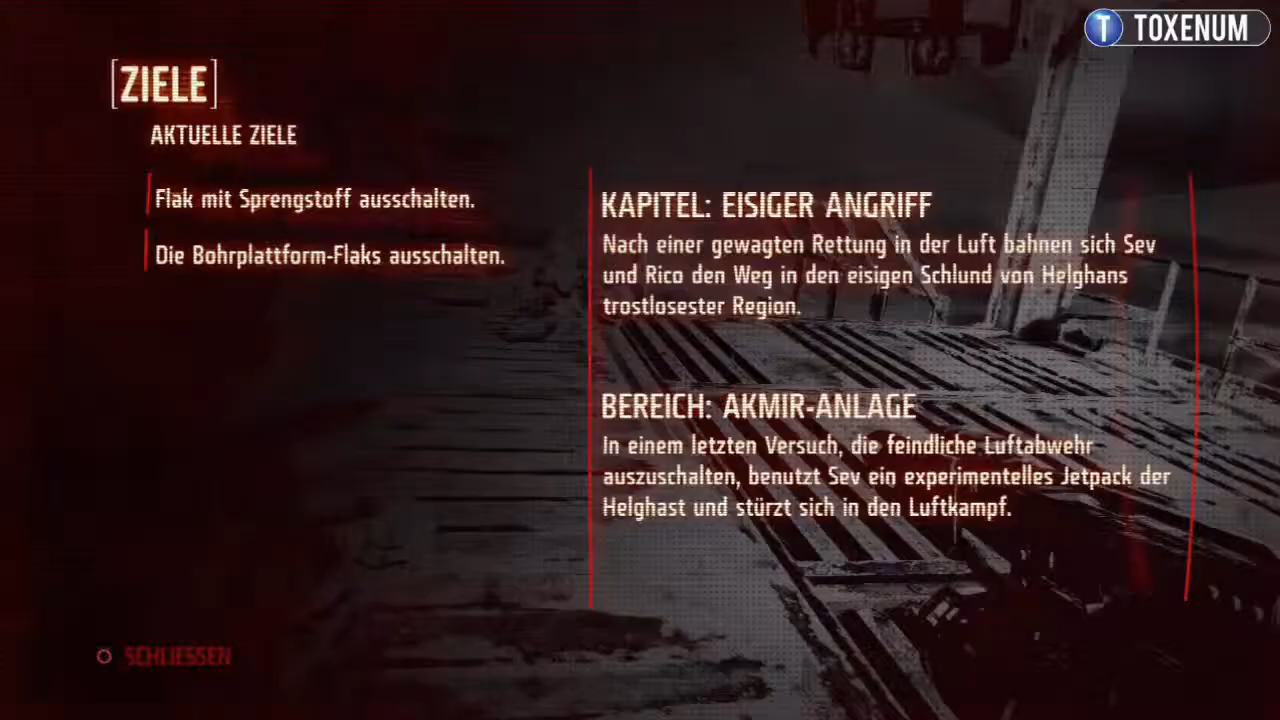 TOXENUM
[ZIELE]
AKTUELLE ZIELE
Flak mit Sprengstoff ausschalten.
Die Bohrplattform-Flaks ausschalten.
KAPITEL: EISIGER ANGRIFF
Nach einer gewagten Rettung in der Luft bahnen sich Sev
und Rico den Weg in den eisigen Schlund von Helghans
trostlosester Region.
BEREICH: AKMIR-ANLAGE
In einem letzten Versuch, die feindliche Luftabwehr
auszuschalten, benutzt Sev ein experimentelles Jetpack der
Helghast und stürzt sich in den Luftkampf.
SCHLIESSEN